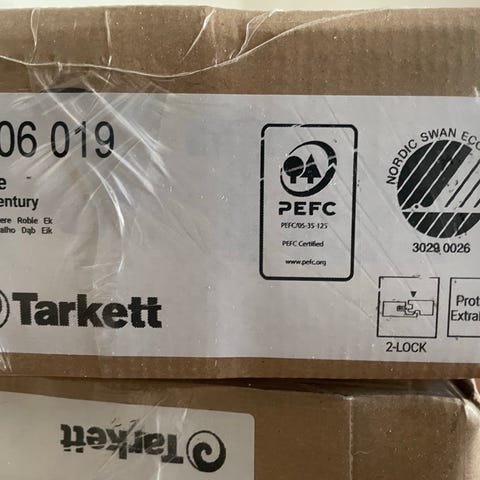 06 019
entury
ere Roble Ek
alho Dąb Eik
Tarkett
PEFC
PEFC/05-35-125
PEFC Certified
www.pefc.org
NORDIC SWAN ECO
3029 0026
2-LOCK
Prot
Extra
Tarkett